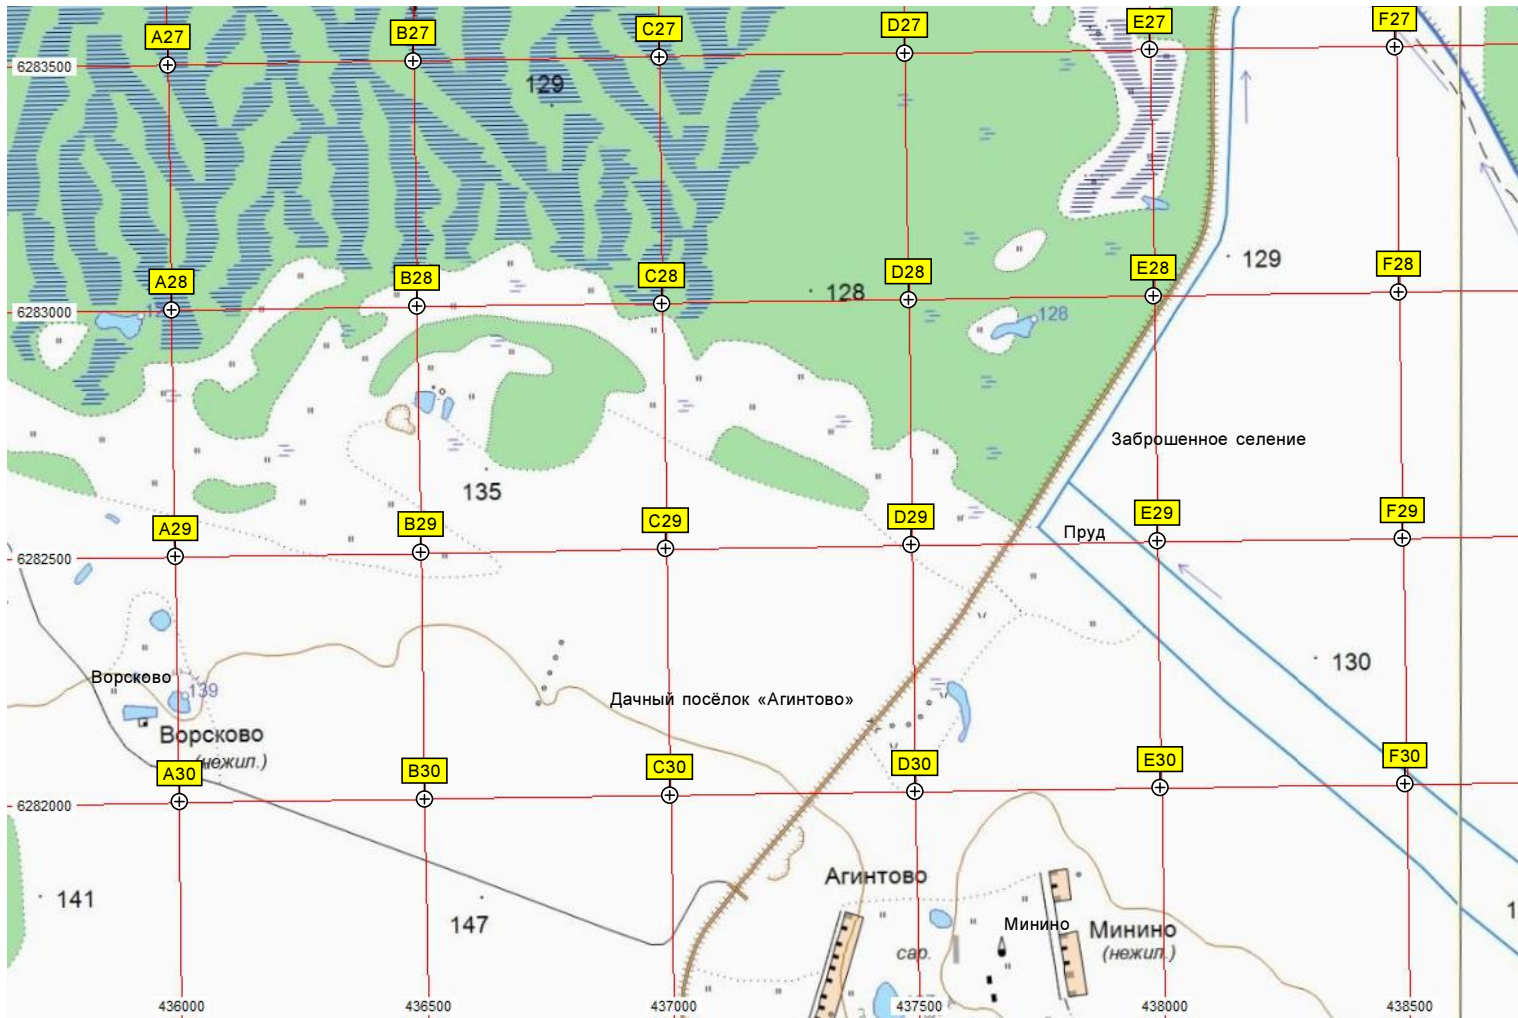 A27 B27 C27 D27 E27 F27
6283500
129
A28 B28 C28 D28 E28 F28
129
128
6283000
128
Заброшенное селение
135
A29 B29 C29 D29 E29 F29
Пруд
6282500
130
Ворсково
139
Дачный посёлок «Агинтово»
Ворсково
(нежил.)
A30 B30 C30 D30 E30 F30
6282000
Агинтово
141
147
Минино
Минино
(нежил.)
сар.
436000 436500 437000 437500 438000 438500